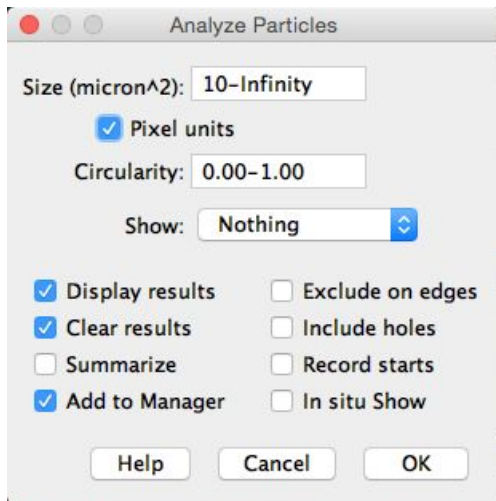 Analyze Particles
Size (micron^2): 10-Infinity
Pixel units
Circularity: 0.00-1.00
Show: Nothing
Display results Exclude on edges
Clear results Include holes
Summarize Record starts
Add to Manager In situ Show
Help Cancel OK